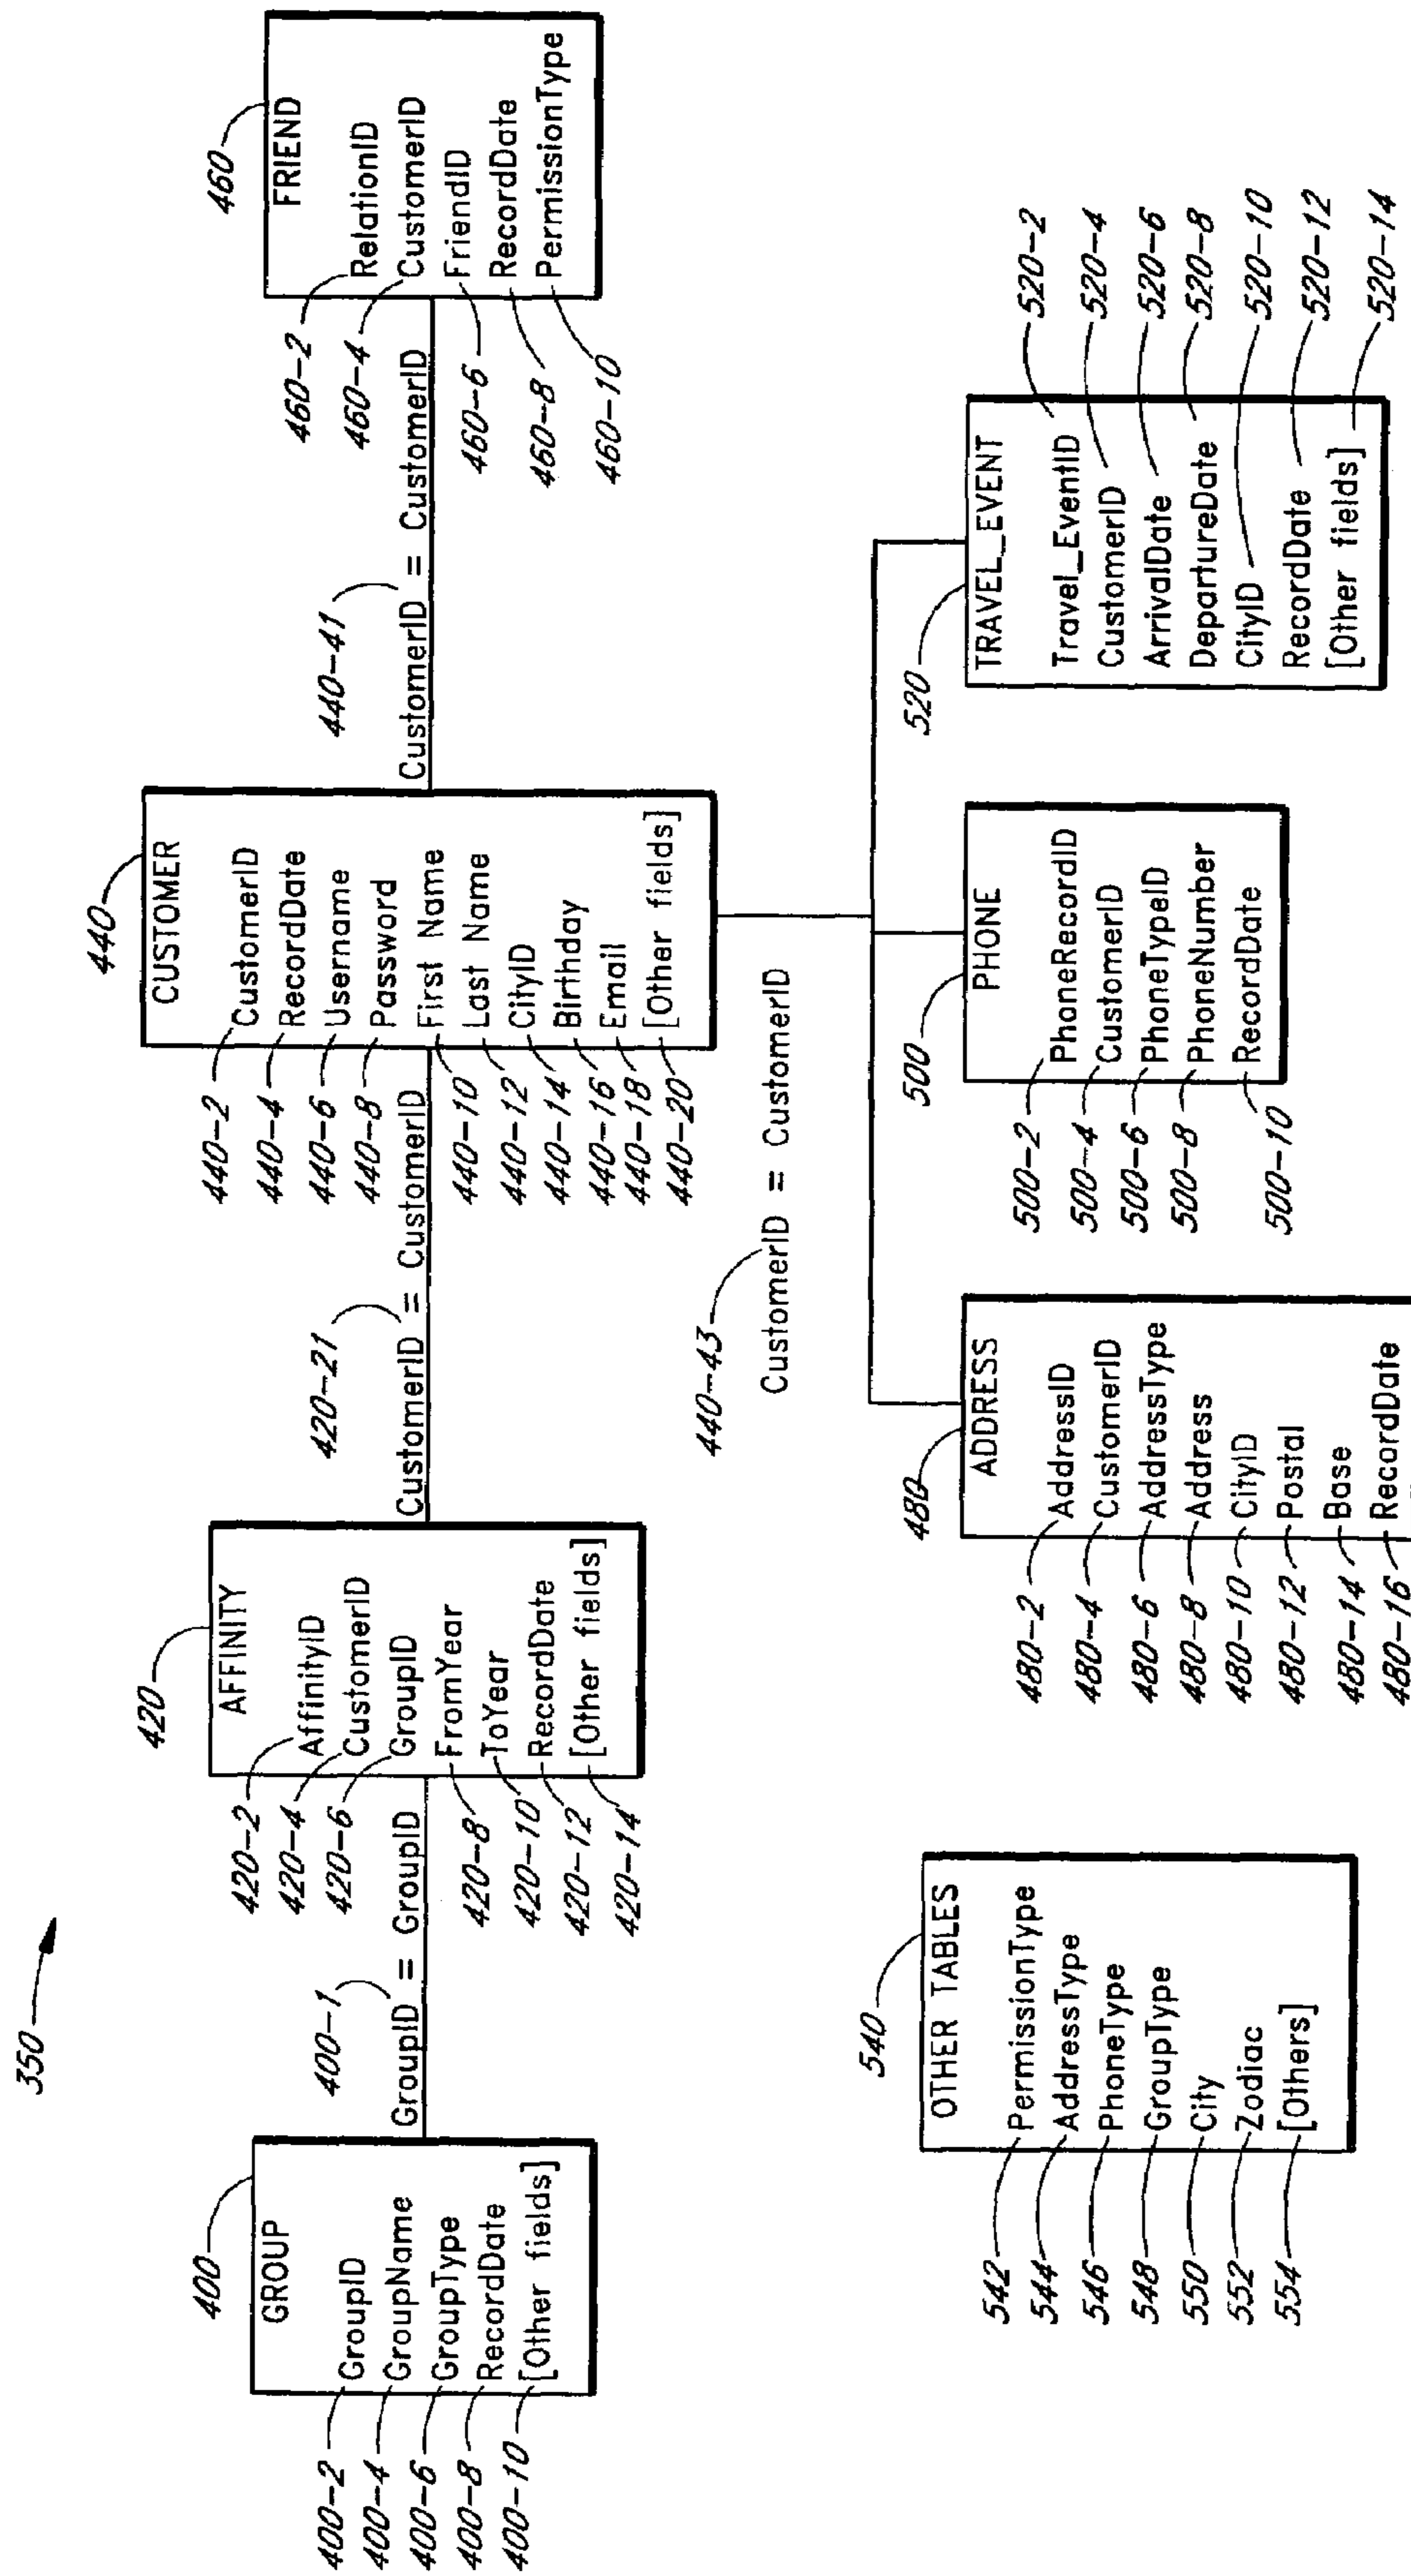 350
400
GROUP
400-2 GroupID
400-4 GroupName
400-6 GroupType
400-8 RecordDate
400-10 [Other fields]
400-1
GroupID = GroupID
420
AFFINITY
420-2 AffinityID
420-4 CustomerID
420-6 GroupID
420-8 FromYear
420-10 ToYear
420-12 RecordDate
420-14 [Other fields]
420-21
CustomerID = CustomerID
440
CUSTOMER
440-2 CustomerID
440-4 RecordDate
440-6 Username
440-8 Password
440-10 First Name
440-12 Last Name
440-14 CityID
440-16 Birthday
440-18 Email
440-20 [Other fields]
440-41
CustomerID = CustomerID
460
FRIEND
460-2 RelationID
460-4 CustomerID
460-6 FriendID
460-8 RecordDate
460-10 PermissionType
440-43
CustomerID = CustomerID
540
OTHER TABLES
542 PermissionType
544 AddressType
546 PhoneType
548 GroupType
550 City
552 Zodiac
554 [Others]
480
ADDRESS
480-2 AddressID
480-4 CustomerID
480-6 AddressType
480-8 Address
480-10 CityID
480-12 Postal
480-14 Base
480-16 RecordDate
500
PHONE
500-2 PhoneRecordID
500-4 CustomerID
500-6 PhoneTypeID
500-8 PhoneNumber
500-10 RecordDate
520
TRAVEL_EVENT
Travel_EventID 520-2
CustomerID 520-4
ArrivalDate 520-6
DepartureDate 520-8
CityID 520-10
RecordDate 520-12
[Other fields] 520-14